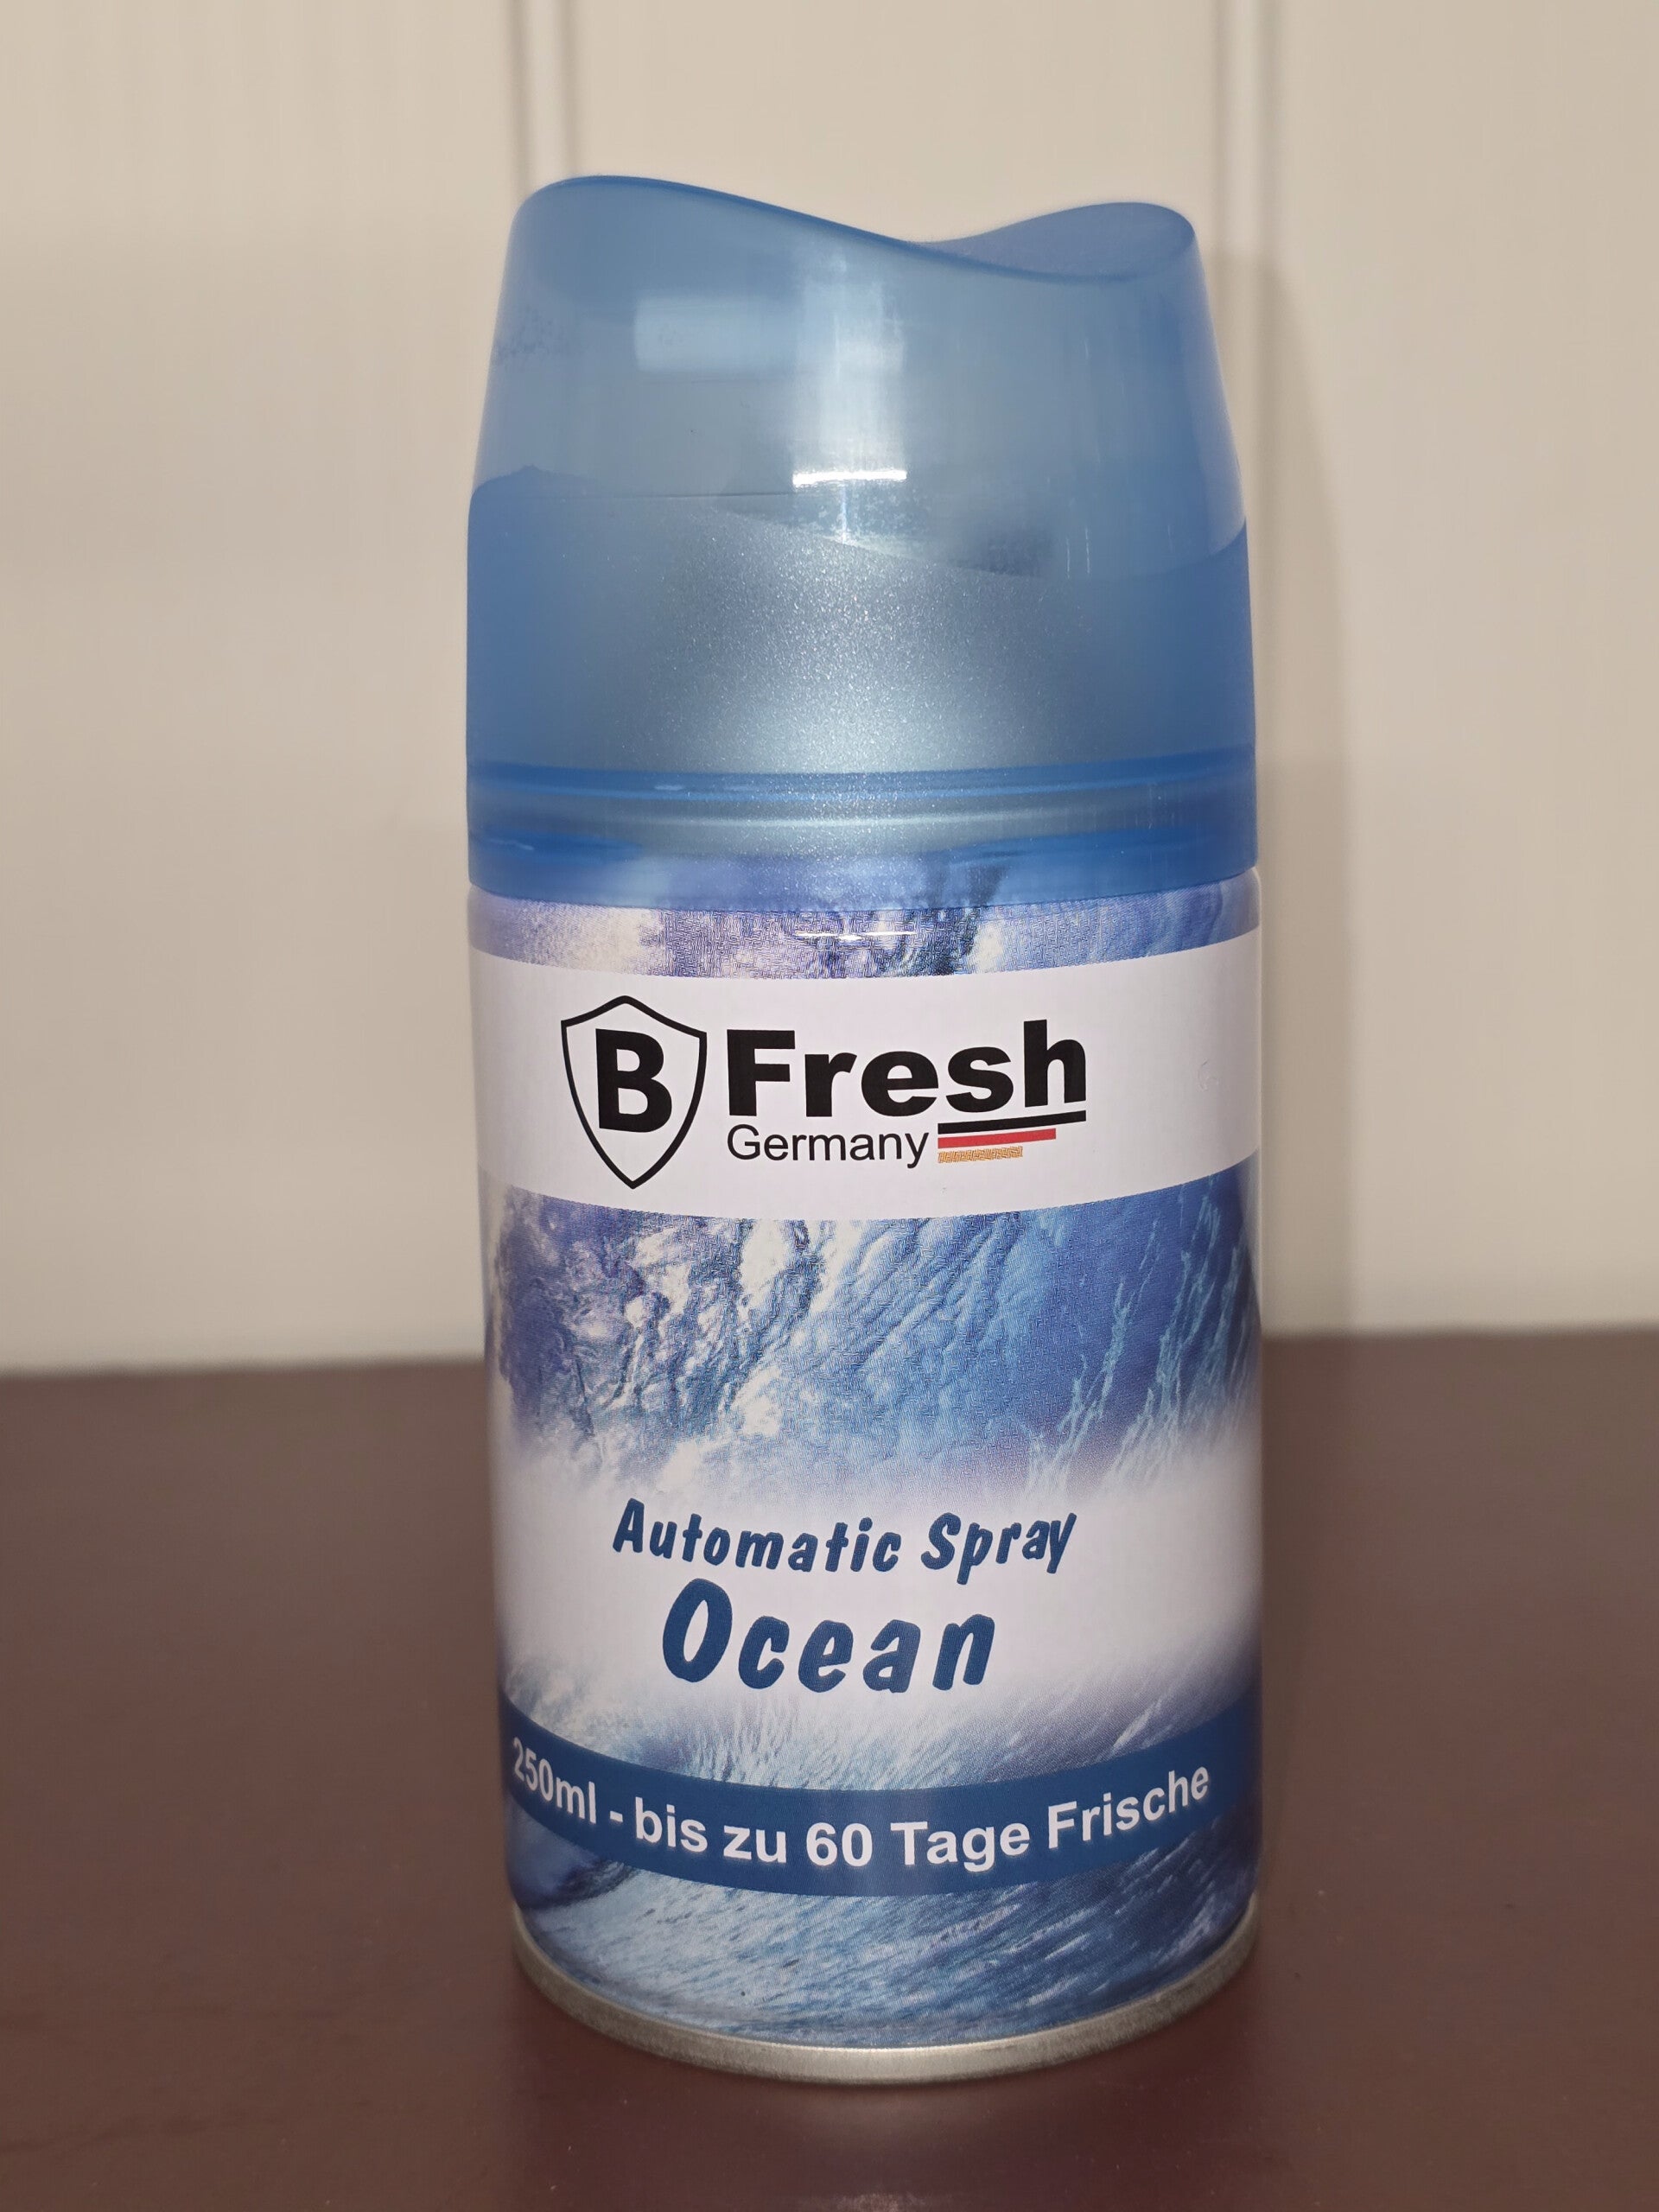 B Fresh
Germany
Automatic Spray
Ocean
250ml - bis zu 60 Tage Frische